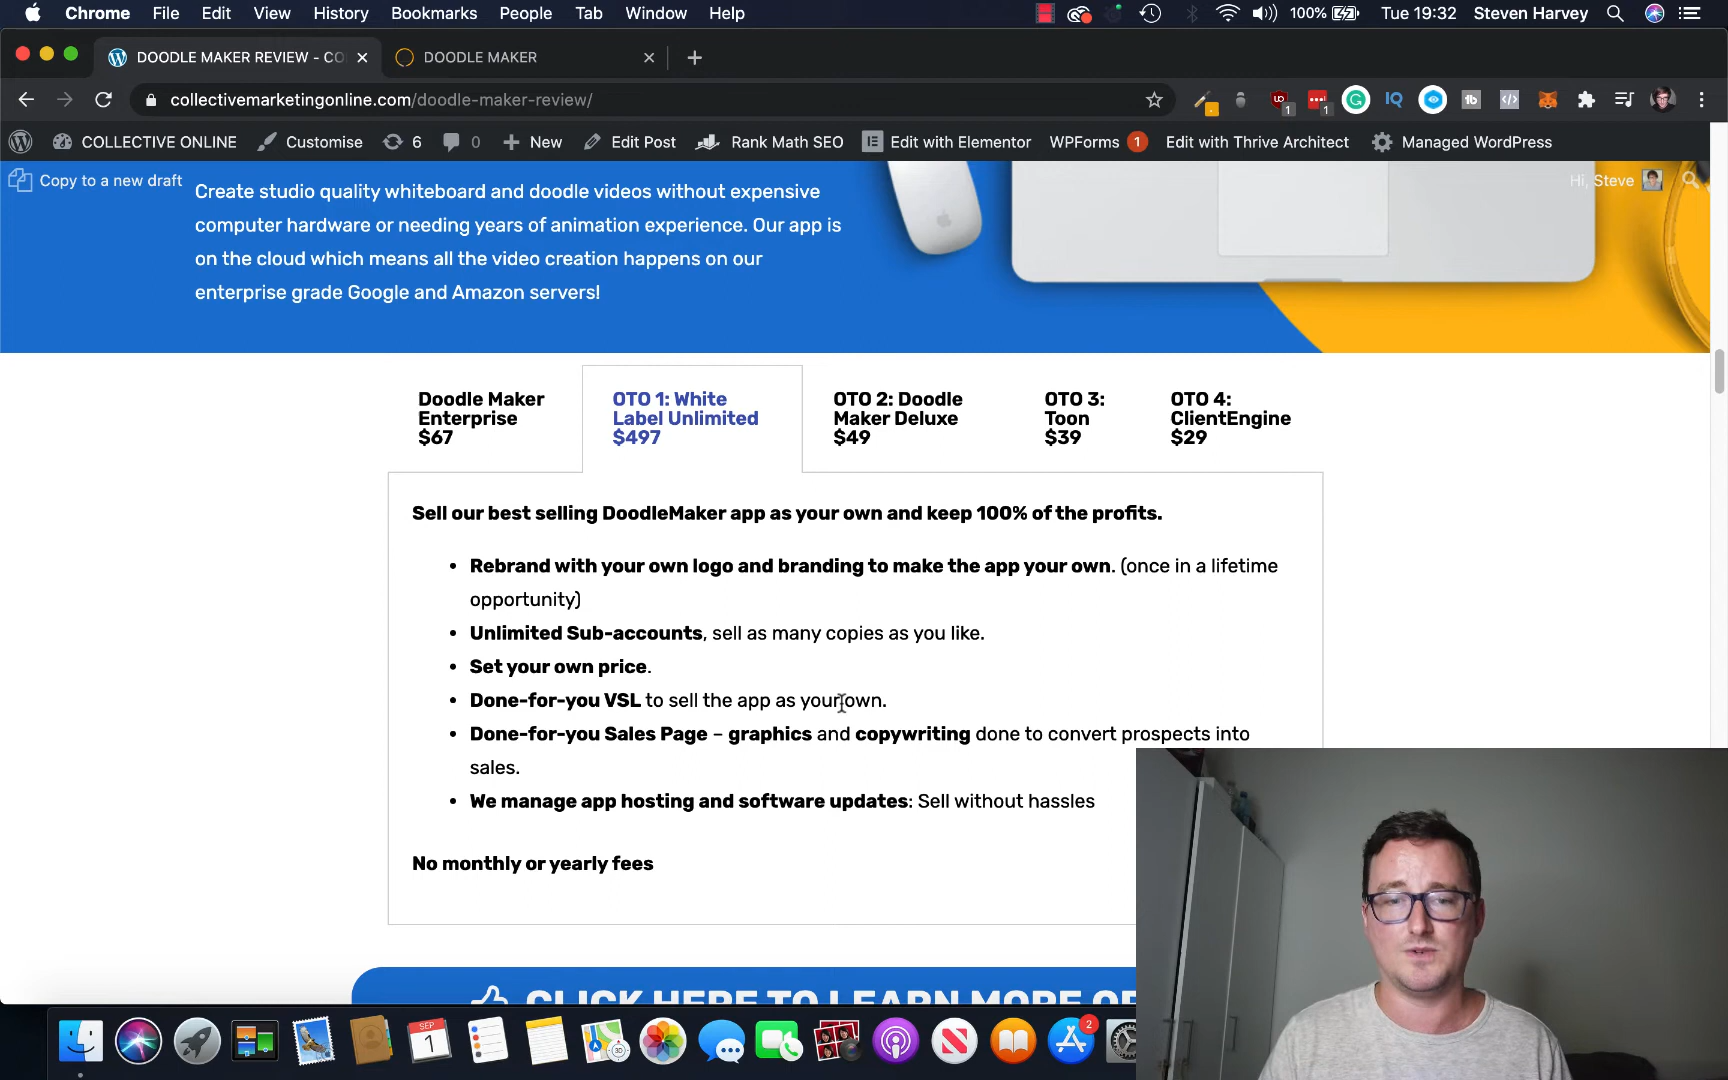 Chrome File Edit View History Bookmarks People Tab Window Help 100% Tue 19:32 Steven Harvey
DOODLE MAKER REVIEW - CO DOODLE MAKER
collectivemarketingonline.com/doodle-maker-review/
COLLECTIVE ONLINE Customise 6 0 New Edit Post Rank Math SEO Edit with Elementor WPForms 1 Edit with Thrive Architect Managed WordPress
Copy to a new draft Hi, Steve
Create studio quality whiteboard and doodle videos without expensive
computer hardware or needing years of animation experience. Our app is
on the cloud which means all the video creation happens on our
enterprise grade Google and Amazon servers!
Doodle Maker
Enterprise
$67
OTO 1: White
Label Unlimited
$497
OTO 2: Doodle
Maker Deluxe
$49
OTO 3:
Toon
$39
OTO 4:
ClientEngine
$29
Sell our best selling DoodleMaker app as your own and keep 100% of the profits.
• Rebrand with your own logo and branding to make the app your own. (once in a lifetime
opportunity)
• Unlimited Sub-accounts, sell as many copies as you like.
• Set your own price.
• Done-for-you VSL to sell the app as your own.
• Done-for-you Sales Page – graphics and copywriting done to convert prospects into
sales.
• We manage app hosting and software updates: Sell without hassles
No monthly or yearly fees
CLICK HERE TO LEARN MORE OR
SEP
1
3D
2